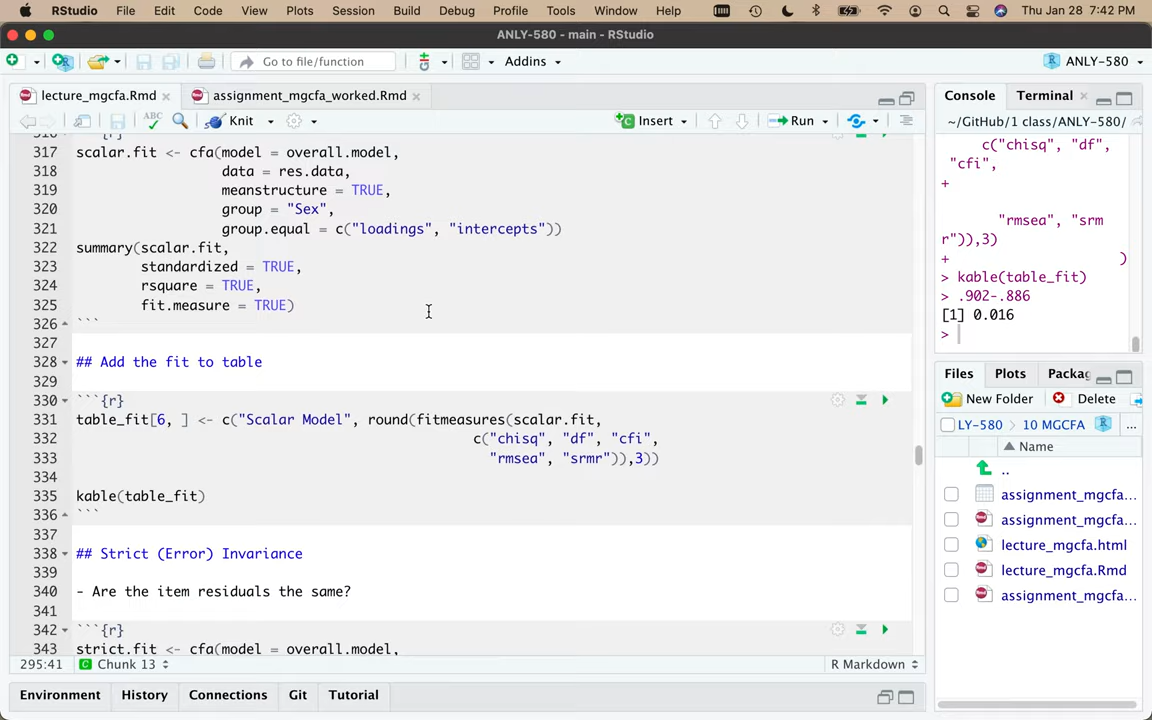 RStudio File Edit Code View Plots Session Build Debug Profile Tools Window Help Thu Jan 28 7:42 PM
ANLY-580 - main - RStudio
Go to file/function Addins ANLY-580
lecture_mgcfa.Rmd assignment_mgcfa_worked.Rmd
ABC Knit Insert Run
316 ```{r}
317 scalar.fit <- cfa(model = overall.model,
318 data = res.data,
319 meanstructure = TRUE,
320 group = "Sex",
321 group.equal = c("loadings", "intercepts"))
322 summary(scalar.fit,
323 standardized = TRUE,
324 rsquare = TRUE,
325 fit.measure = TRUE)
326 ```
327
328 ## Add the fit to table
329
330 ```{r}
331 table_fit[6, ] <- c("Scalar Model", round(fitmeasures(scalar.fit,
332 c("chisq", "df", "cfi",
333 "rmsea", "srmr")),3))
334
335 kable(table_fit)
336 ```
337
338 ## Strict (Error) Invariance
339
340 - Are the item residuals the same?
341
342 ```{r}
343 strict.fit <- cfa(model = overall.model,
295:41 Chunk 13 R Markdown
Environment History Connections Git Tutorial
Console Terminal
~/GitHub/1 class/ANLY-580/
c("chisq", "df",
"cfi",
+
"rmsea", "srm
r")),3)
+ )
> kable(table_fit)
> .902-.886
[1] 0.016
>
Files Plots Packag
New Folder Delete
LY-580 10 MGCFA ...
Name
..
assignment_mgcfa...
assignment_mgcfa...
lecture_mgcfa.html
lecture_mgcfa.Rmd
assignment_mgcfa...